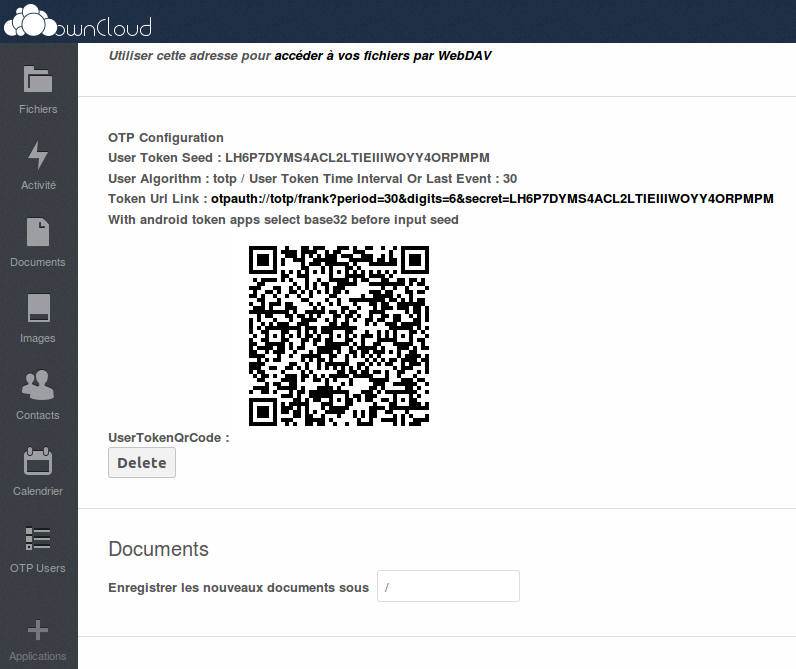 ownCloud
Utiliser cette adresse pour accéder à vos fichiers par WebDAV
Fichiers
Activité
Documents
Images
Contacts
Calendrier
OTP Users
Applications
OTP Configuration
User Token Seed : LH6P7DYMS4ACL2LTIEIIIWOYY4ORPMPM
User Algorithm : totp / User Token Time Interval Or Last Event : 30
Token Url Link : otpauth://totp/frank?period=30&digits=6&secret=LH6P7DYMS4ACL2LTIEIIIWOYY4ORPMPM
With android token apps select base32 before input seed
UserTokenQrCode :
Delete
Documents
Enregistrer les nouveaux documents sous /